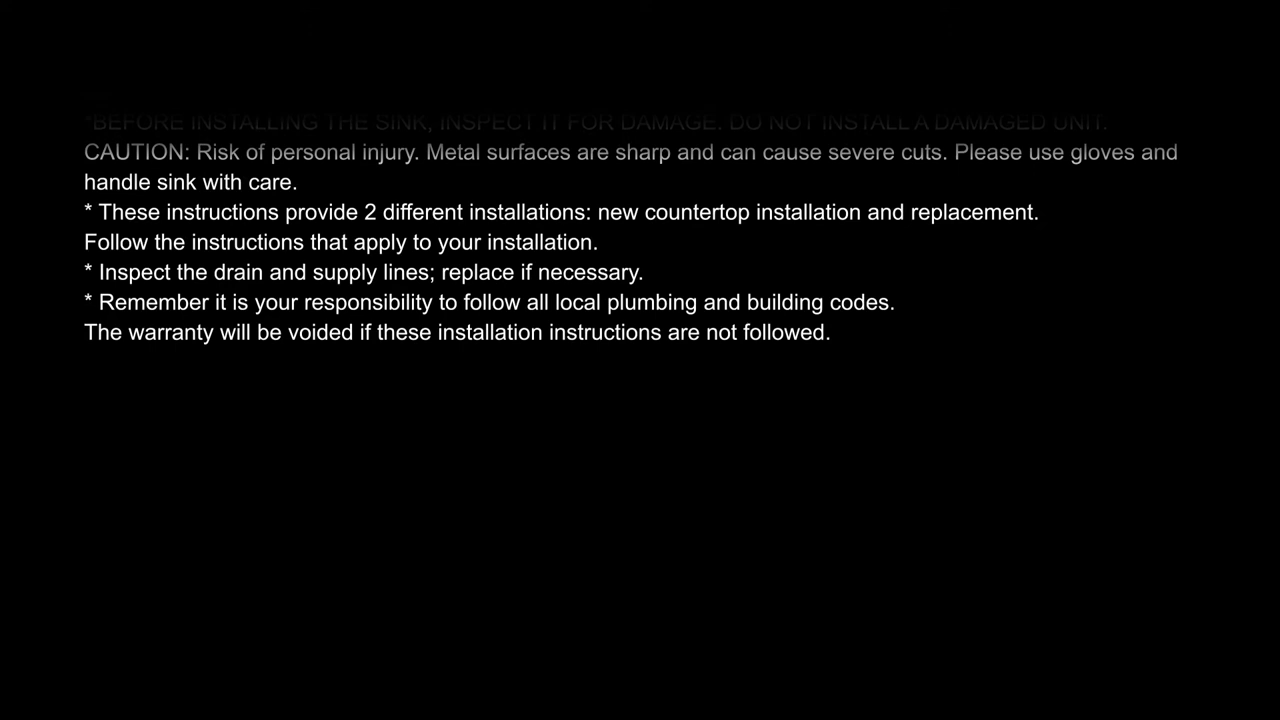 *BEFORE INSTALLING THE SINK, INSPECT IT FOR DAMAGE. DO NOT INSTALL A DAMAGED UNIT.
CAUTION: Risk of personal injury. Metal surfaces are sharp and can cause severe cuts. Please use gloves and
handle sink with care.
* These instructions provide 2 different installations: new countertop installation and replacement.
Follow the instructions that apply to your installation.
* Inspect the drain and supply lines; replace if necessary.
* Remember it is your responsibility to follow all local plumbing and building codes.
The warranty will be voided if these installation instructions are not followed.